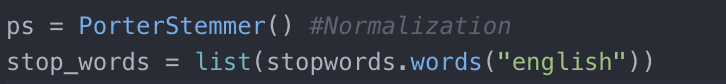 ps = PorterStemmer() #Normalization
stop_words = list(stopwords.words("english"))